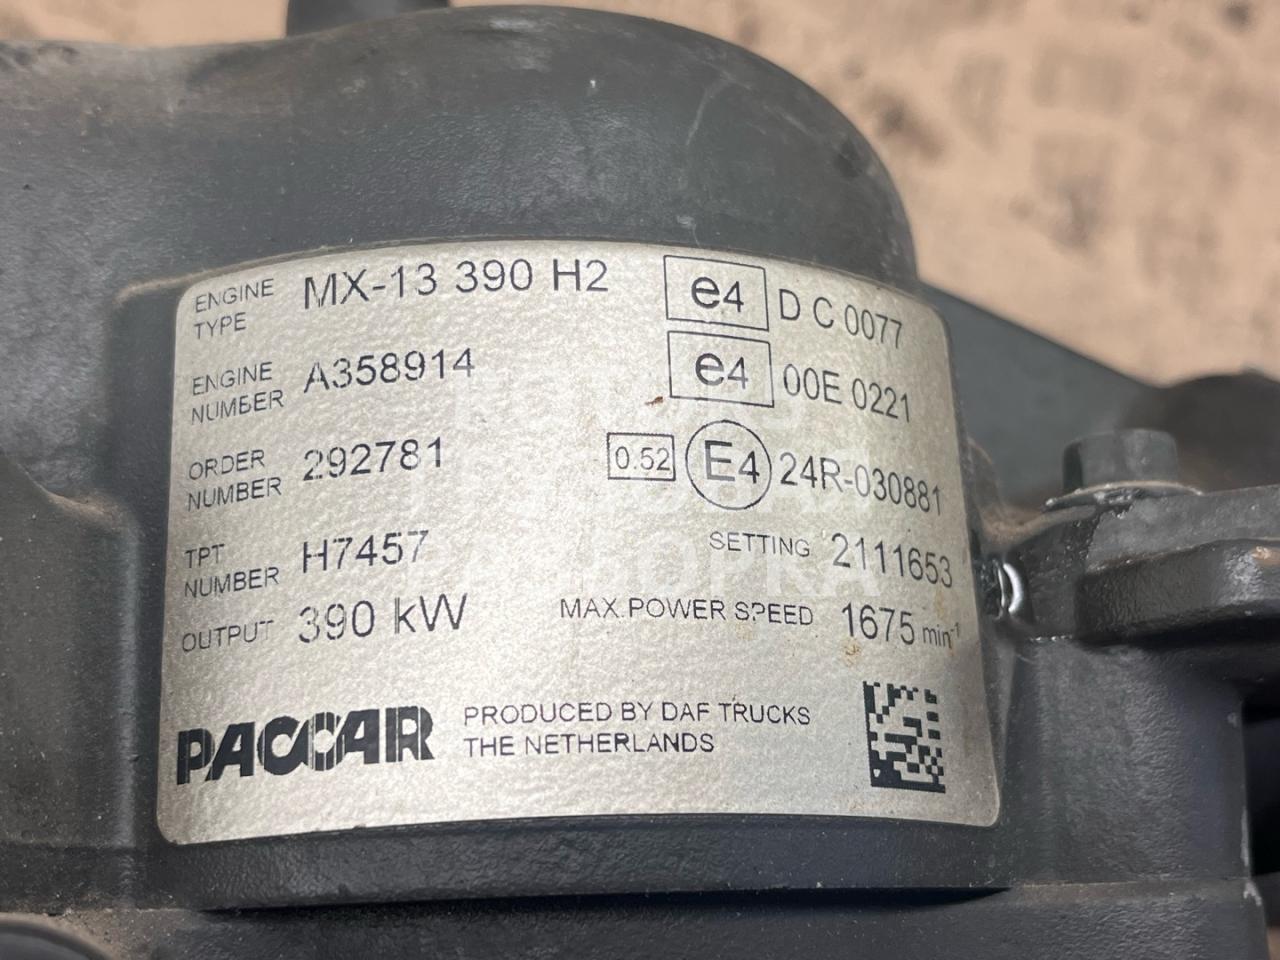 ENGINE TYPE MX-13 390 H2 e4 D C 0077
ENGINE NUMBER A358914 e4 00E 0221
ORDER NUMBER 292781 0.52 E4 24R-030881
TPT NUMBER H7457 SETTING 2111653
OUTPUT 390 kW MAX.POWER SPEED 1675 min⁻¹
PACCAR PRODUCED BY DAF TRUCKS
THE NETHERLANDS